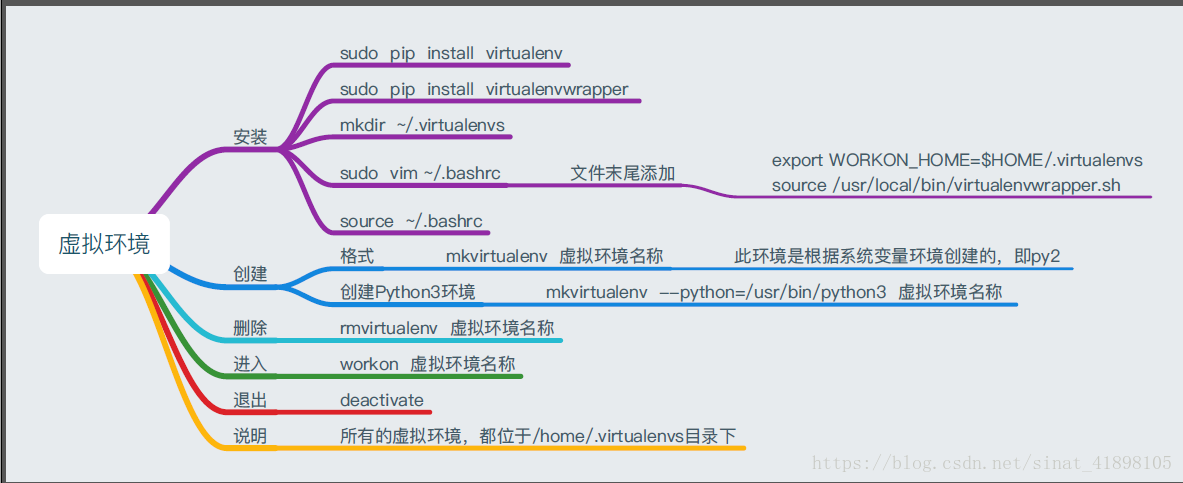 虚拟环境
安装
sudo pip install virtualenv
sudo pip install virtualenvwrapper
mkdir ~/.virtualenvs
sudo vim ~/.bashrc
文件末尾添加
export WORKON_HOME=$HOME/.virtualenvs
source /usr/local/bin/virtualenvwrapper.sh
source ~/.bashrc
创建
格式
mkvirtualenv 虚拟环境名称
此环境是根据系统变量环境创建的，即py2
创建Python3环境
mkvirtualenv --python=/usr/bin/python3 虚拟环境名称
删除
rmvirtualenv 虚拟环境名称
进入
workon 虚拟环境名称
退出
deactivate
说明
所有的虚拟环境，都位于/home/.virtualenvs目录下
https://blog.csdn.net/sinat_41898105